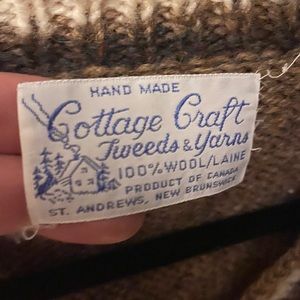 HAND MADE
Cottage Craft
Tweeds & Yarns
100% WOOL/LAINE
PRODUCT OF CANADA
ST. ANDREWS, NEW BRUNSWICK